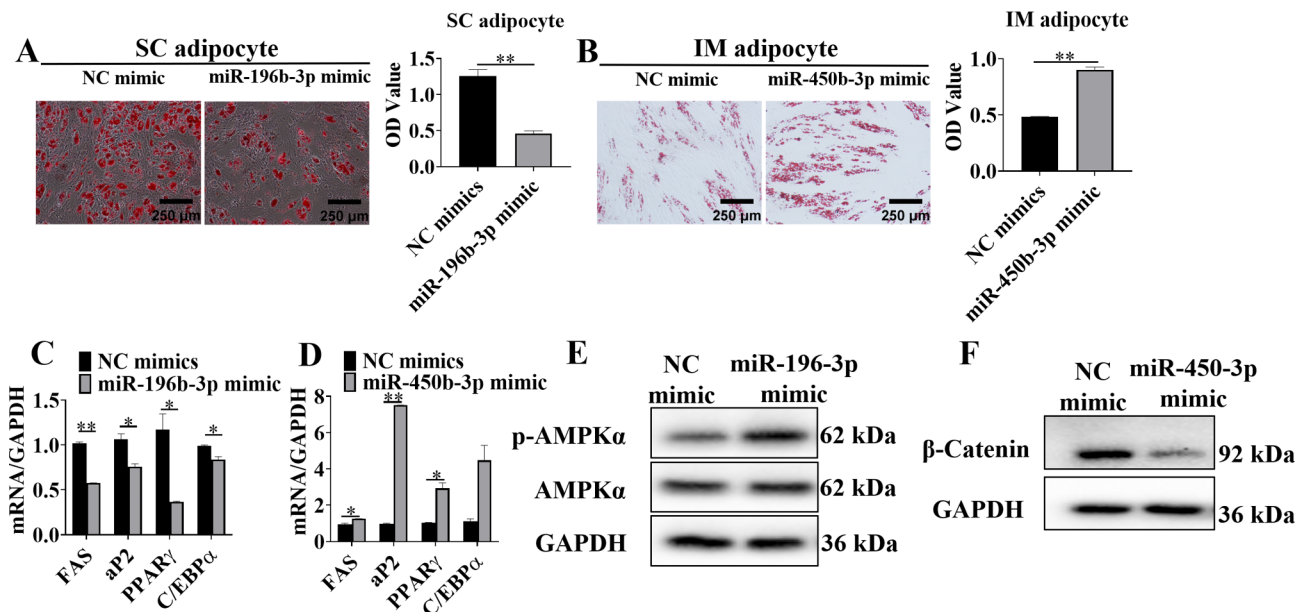 A
SC adipocyte
NC mimic
miR-196b-3p mimic
250 μm
250 μm
SC adipocyte
OD Value
1.5
1.0
0.5
0.0
**
NC mimics
miR-196b-3p mimic
B
IM adipocyte
NC mimic
miR-450b-3p mimic
250 μm
250 μm
IM adipocyte
OD Value
1.0
0.5
0.0
**
NC mimics
miR-450b-3p mimic
C
NC mimics
miR-196b-3p mimic
mRNA/GAPDH
1.5
1.0
0.5
0.0
**
*
*
*
FAS
aP2
PPARγ
C/EBPα
D
NC mimics
miR-450b-3p mimic
mRNA/GAPDH
8
6
4
2
0
*
**
*
FAS
aP2
PPARγ
C/EBPα
E
NC mimic
miR-196-3p mimic
p-AMPKα
62 kDa
AMPKα
62 kDa
GAPDH
36 kDa
F
NC mimic
miR-450-3p mimic
β-Catenin
92 kDa
GAPDH
36 kDa